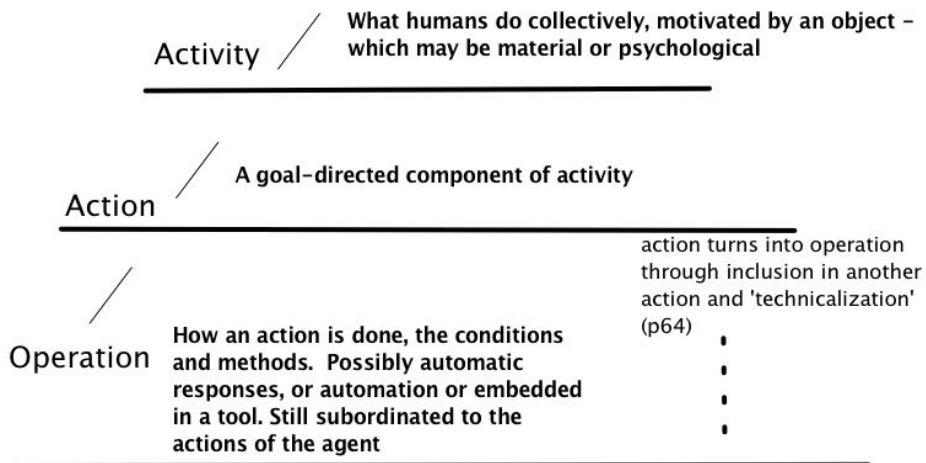 What humans do collectively, motivated by an object –
Activity
which may be material or psychological
A goal–directed component of activity
Action
action turns into operation
through inclusion in another
action and 'technicalization'
(p64)
Operation
How an action is done, the conditions
and methods.  Possibly automatic
responses, or automation or embedded
in a tool. Still subordinated to the
actions of the agent